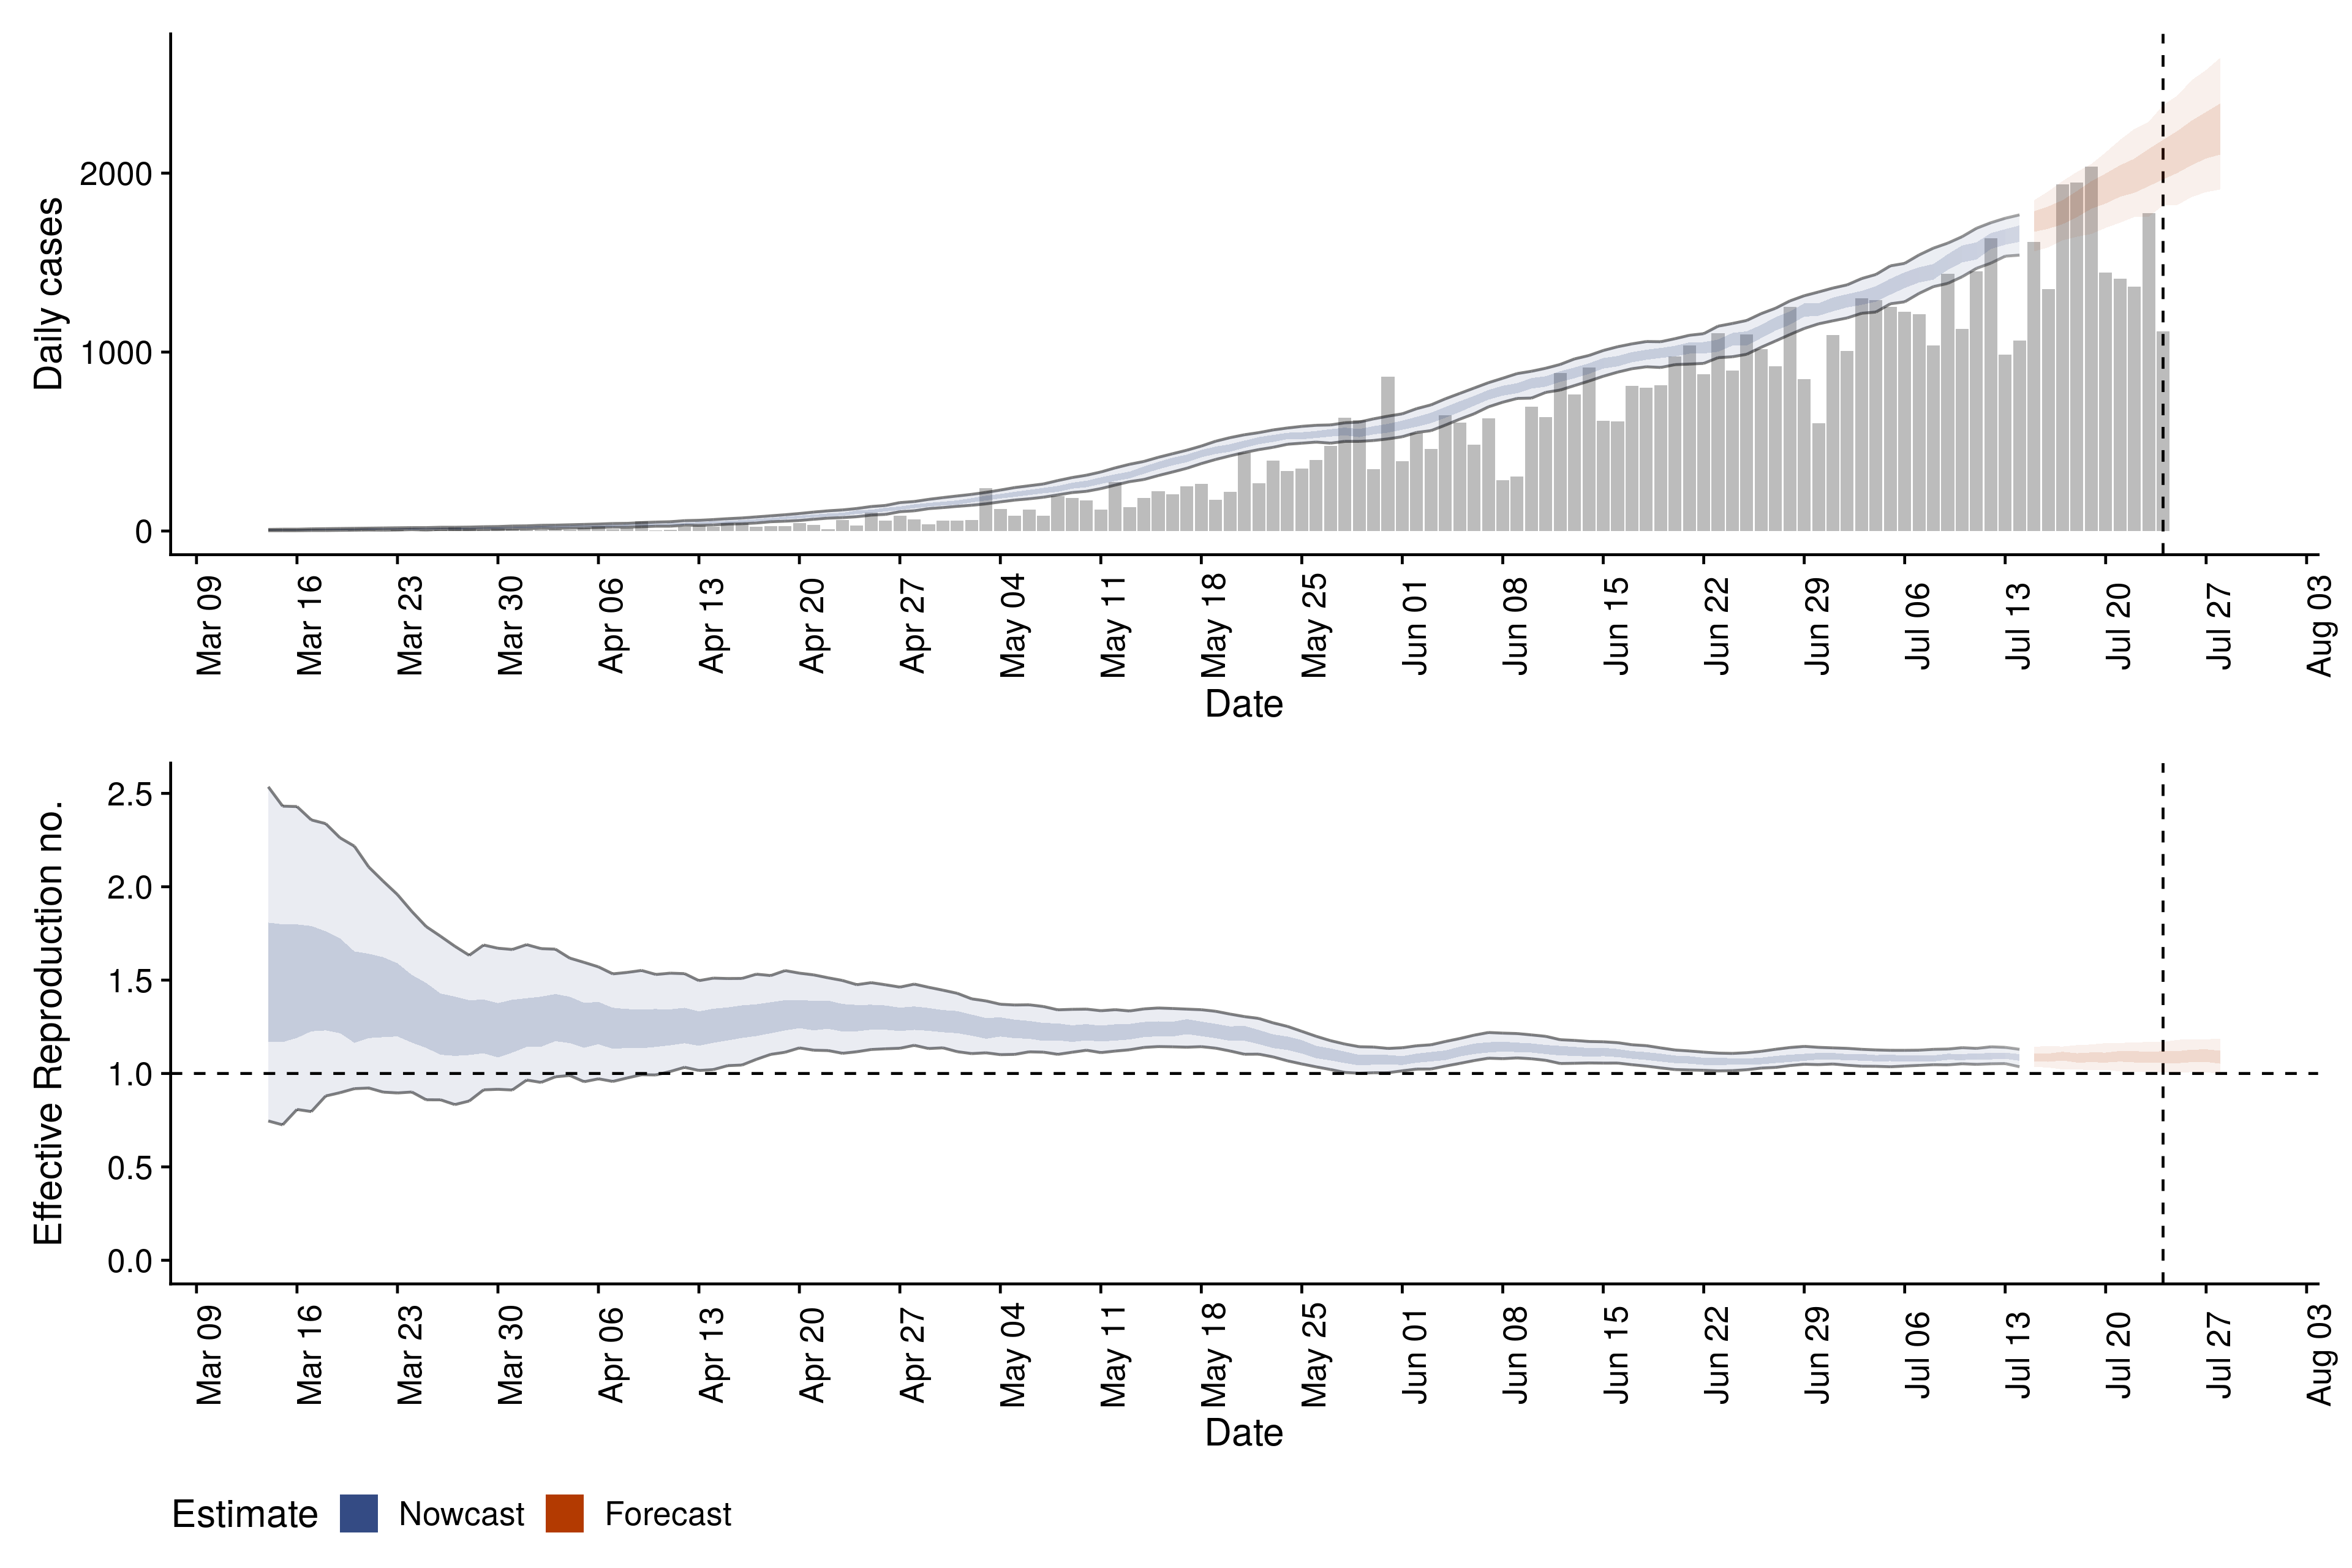 Daily cases
2000
1000
0
Mar 09
Mar 16
Mar 23
Mar 30
Apr 06
Apr 13
Apr 20
Apr 27
May 04
May 11
May 18
May 25
Jun 01
Jun 08
Jun 15
Jun 22
Jun 29
Jul 06
Jul 13
Jul 20
Jul 27
Aug 03
Date
Effective Reproduction no.
2.5
2.0
1.5
1.0
0.5
0.0
Mar 09
Mar 16
Mar 23
Mar 30
Apr 06
Apr 13
Apr 20
Apr 27
May 04
May 11
May 18
May 25
Jun 01
Jun 08
Jun 15
Jun 22
Jun 29
Jul 06
Jul 13
Jul 20
Jul 27
Aug 03
Date
Estimate Nowcast Forecast